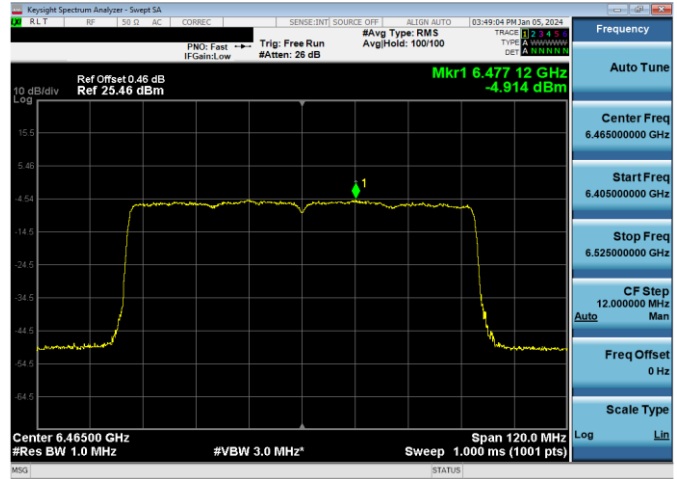 Keysight Spectrum Analyzer - Swept SA
RLT RF 50 Ω AC CORREC SENSE:INT SOURCE OFF ALIGN AUTO 03:49:04 PM Jan 05, 2024
PNO: Fast Trig: Free Run #Avg Type: RMS TRACE 1 2 3 4 5 6
IFGain:Low #Atten: 26 dB Avg|Hold: 100/100 TYPE A WWWWW
DET A N N N N N
Ref Offset 0.46 dB Mkr1 6.477 12 GHz
10 dB/div Ref 25.46 dBm -4.914 dBm
Log
15.5
5.46
-4.54
-14.5
-24.5
-34.5
-44.5
-54.5
-64.5
1
Center 6.46500 GHz Span 120.0 MHz
#Res BW 1.0 MHz #VBW 3.0 MHz* Sweep 1.000 ms (1001 pts)
MSG STATUS
Frequency
Auto Tune
Center Freq
6.465000000 GHz
Start Freq
6.405000000 GHz
Stop Freq
6.525000000 GHz
CF Step
12.000000 MHz
Auto Man
Freq Offset
0 Hz
Scale Type
Log Lin